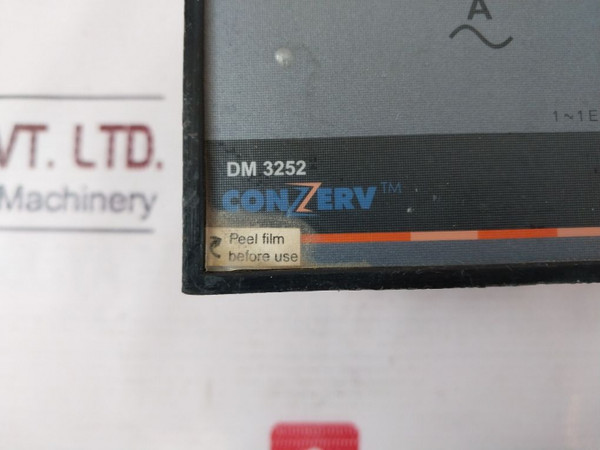 A
1~1E
VT. LTD.
Machinery
DM 3252
CONZERV™
Peel film
before use